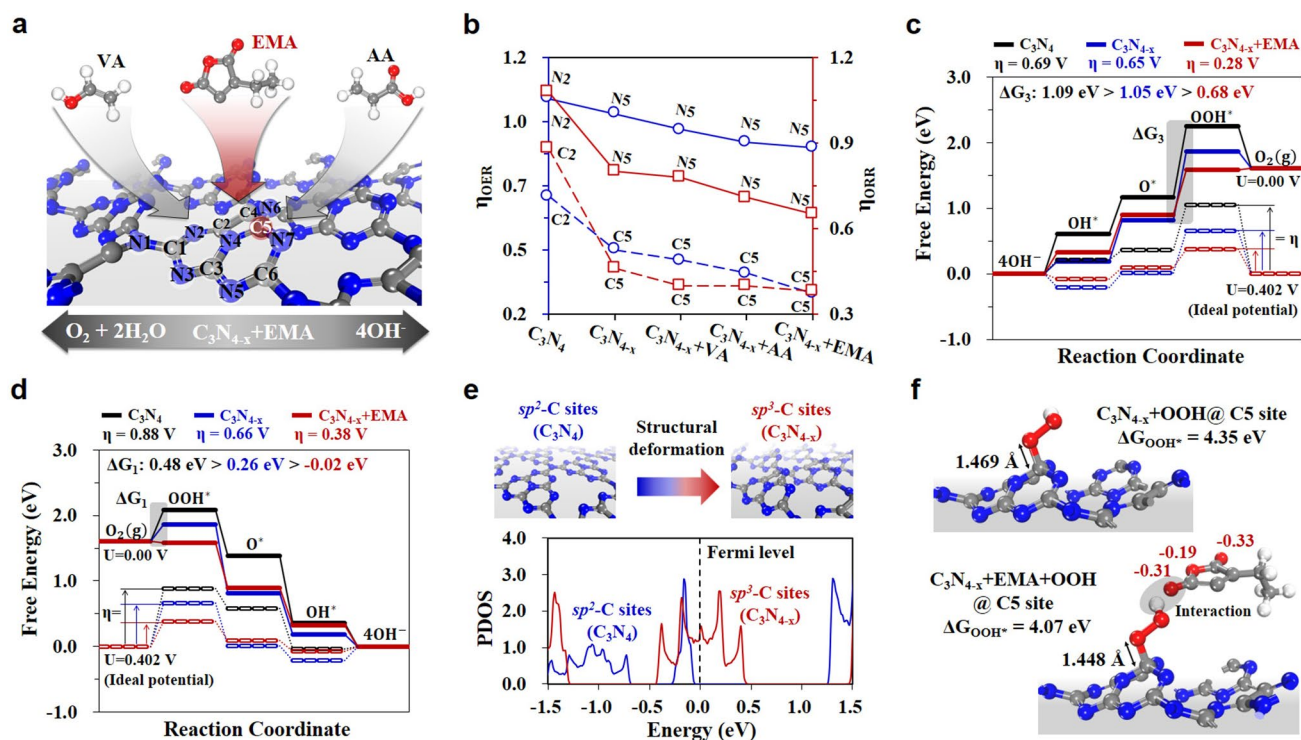 a
VA
EMA
AA
C4
N6
N2
C2
C5
N1
C1
N4
N7
N3
C3
C6
N5
O2 + 2H2O
C3N4-x+EMA
4OH-
b
1.2
1.0
0.7
0.5
0.2
ηOER
1.2
0.9
0.6
0.3
ηORR
N2
N5
N5
N5
N5
N2
C2
N5
N5
N5
N5
C2
C5
C5
C5
C5
C5
C5
C5
C5
C3N4
C3N4-x
C3N4-x+VA
C3N4-x+AA
C3N4-x+EMA
c
C3N4
C3N4-x
C3N4-x+EMA
η = 0.69 V
η = 0.65 V
η = 0.28 V
3.0
2.0
1.0
0.0
-1.0
Free Energy (eV)
ΔG3: 1.09 eV > 1.05 eV > 0.68 eV
ΔG3
OOH*
O2(g)
U=0.00 V
O*
OH*
4OH−
= η
U=0.402 V
(Ideal potential)
Reaction Coordinate
d
C3N4
C3N4-x
C3N4-x+EMA
η = 0.88 V
η = 0.66 V
η = 0.38 V
3.0
2.0
1.0
0.0
-1.0
Free Energy (eV)
ΔG1: 0.48 eV > 0.26 eV > -0.02 eV
ΔG1
OOH*
O2(g)
U=0.00 V
O*
OH*
4OH−
η=
U=0.402 V
(Ideal potential)
Reaction Coordinate
e
sp2-C sites
(C3N4)
Structural
deformation
sp3-C sites
(C3N4-x)
Fermi level
4.0
3.0
2.0
1.0
0.0
PDOS
sp2-C sites
(C3N4)
sp3-C sites
(C3N4-x)
-1.5
-1.0
-0.5
0.0
0.5
1.0
1.5
Energy (eV)
f
C3N4-x+OOH@ C5 site
ΔGOOH* = 4.35 eV
1.469 Å
C3N4-x+EMA+OOH
@ C5 site
ΔGOOH* = 4.07 eV
-0.33
-0.19
-0.31
Interaction
1.448 Å